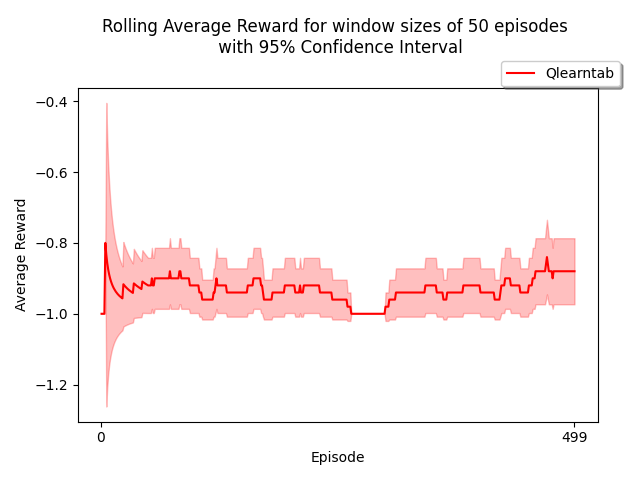 Rolling Average Reward for window sizes of 50 episodes
with 95% Confidence Interval
Qlearntab
−0.4
−0.6
−0.8
−1.0
−1.2
Average Reward
0
499
Episode